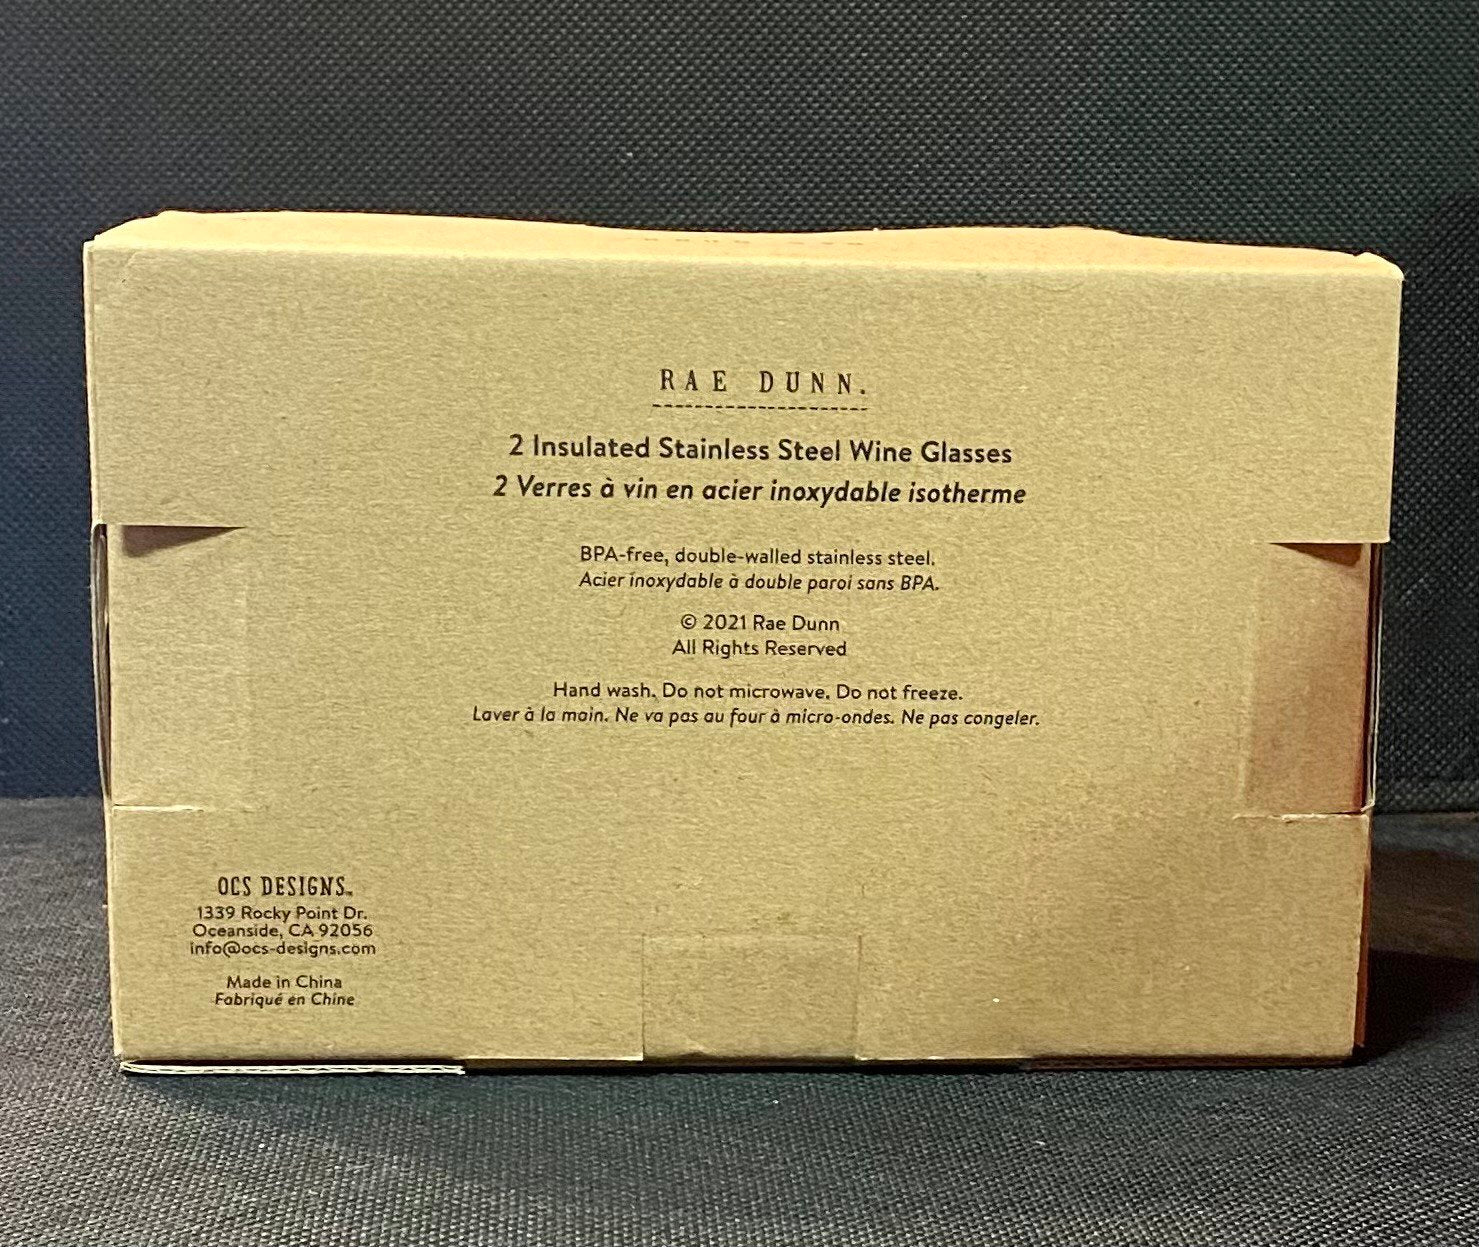 RAE DUNN.
2 Insulated Stainless Steel Wine Glasses
2 Verres à vin en acier inoxydable isotherme
BPA-free, double-walled stainless steel.
Acier inoxydable à double paroi sans BPA.
© 2021 Rae Dunn
All Rights Reserved
Hand wash. Do not microwave. Do not freeze.
Laver à la main. Ne va pas au four à micro-ondes. Ne pas congeler.
OCS DESIGNS™
1339 Rocky Point Dr.
Oceanside, CA 92056
info@ocs-designs.com
Made in China
Fabriqué en Chine